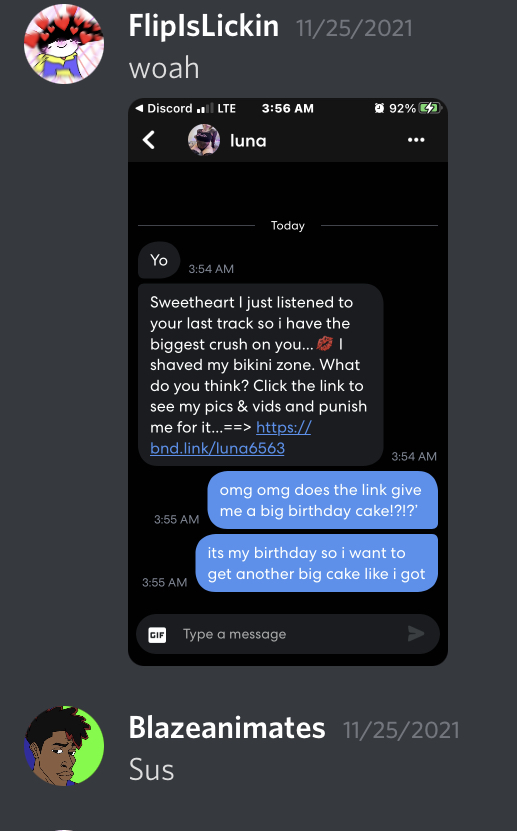 FlipIsLickin 11/25/2021
woah
◄ Discord LTE 3:56 AM 92%
luna
Today
Yo
3:54 AM
Sweetheart I just listened to
your last track so i have the
biggest crush on you...💋 I
shaved my bikini zone. What
do you think? Click the link to
see my pics & vids and punish
me for it...==> https://
bnd.link/luna6563
3:54 AM
omg omg does the link give
me a big birthday cake!?!?'
3:55 AM
its my birthday so i want to
get another big cake like i got
3:55 AM
GIF Type a message
Blazeanimates 11/25/2021
Sus